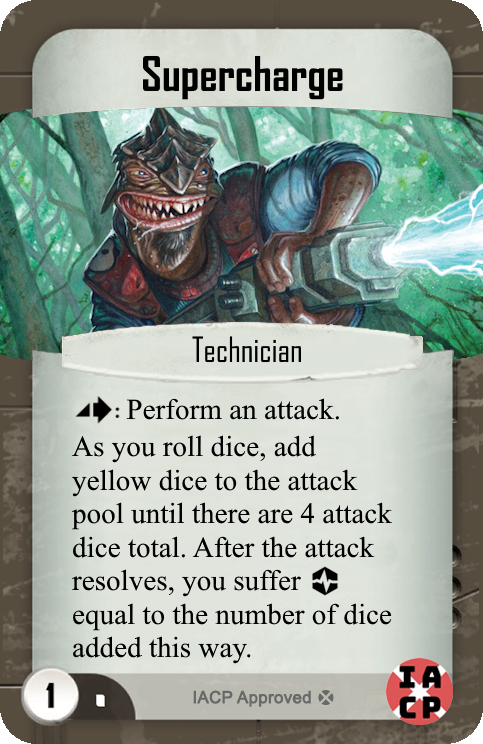 Supercharge
Technician
: Perform an attack.
As you roll dice, add
yellow dice to the attack
pool until there are 4 attack
dice total. After the attack
resolves, you suffer
equal to the number of dice
added this way.
1
IACP Approved
IA
CP